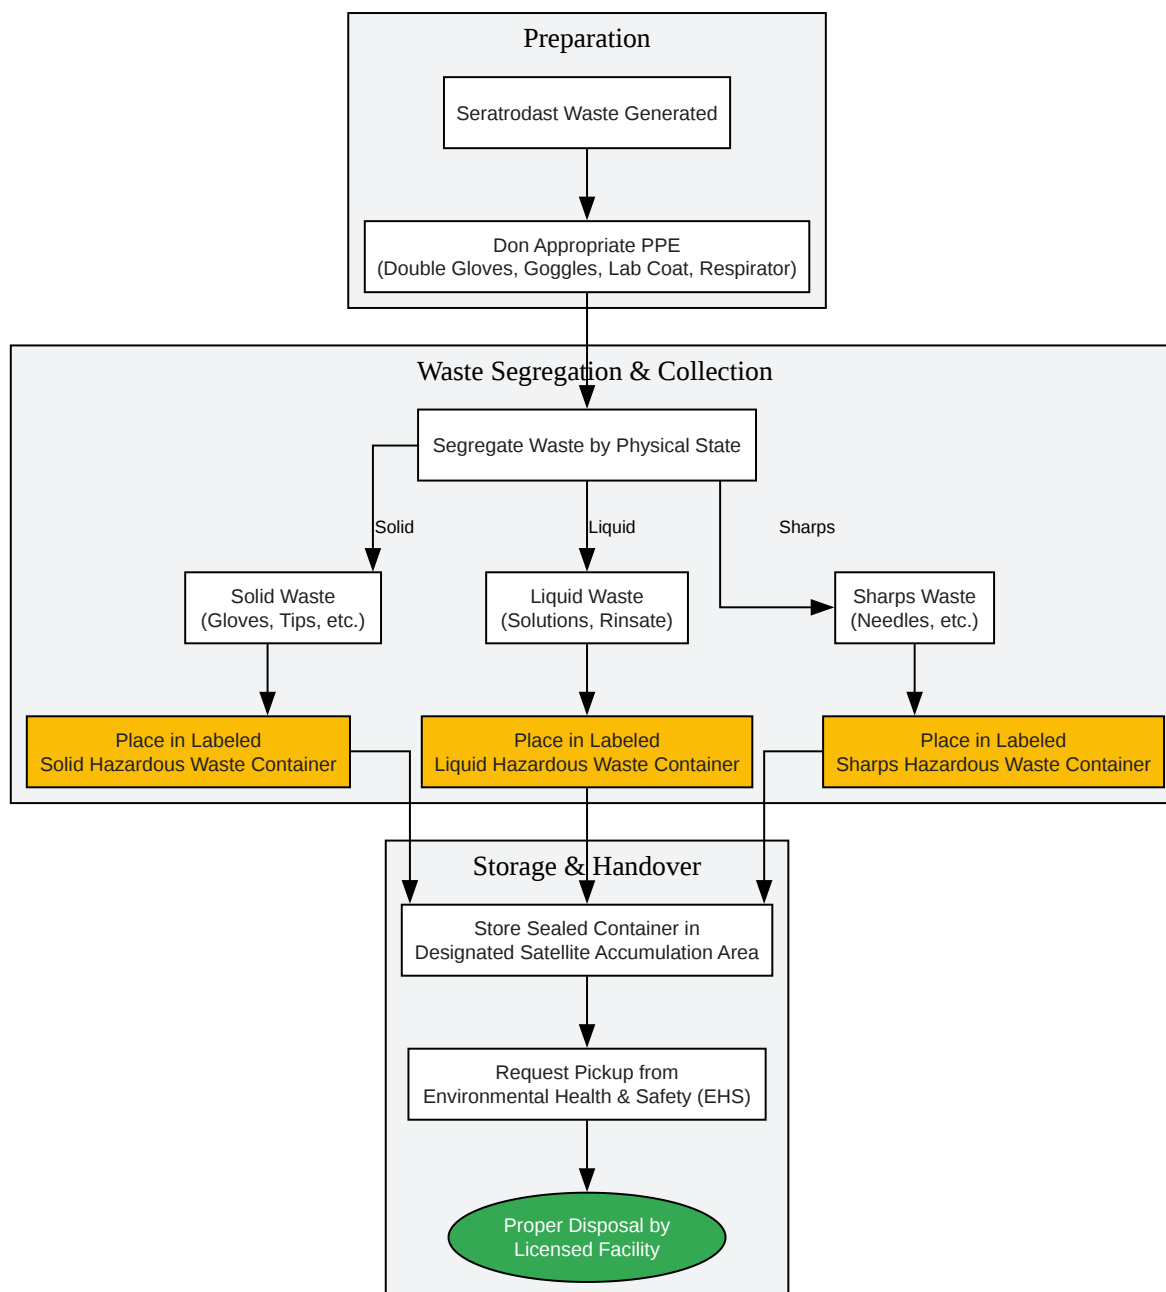 Preparation
Seratrodast Waste Generated
Don Appropriate PPE
(Double Gloves, Goggles, Lab Coat, Respirator)
Waste Segregation & Collection
Segregate Waste by Physical State
Solid
Liquid
Sharps
Solid Waste
(Gloves, Tips, etc.)
Liquid Waste
(Solutions, Rinsate)
Sharps Waste
(Needles, etc.)
Place in Labeled
Solid Hazardous Waste Container
Place in Labeled
Liquid Hazardous Waste Container
Place in Labeled
Sharps Hazardous Waste Container
Storage & Handover
Store Sealed Container in
Designated Satellite Accumulation Area
Request Pickup from
Environmental Health & Safety (EHS)
Proper Disposal by
Licensed Facility